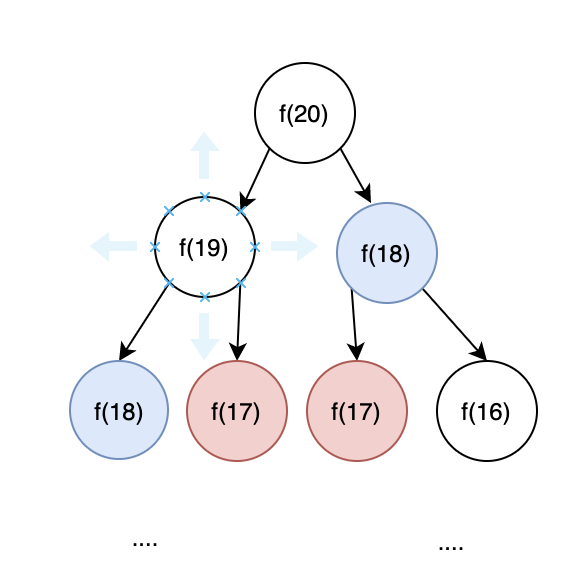 f(20)
f(19)
f(18)
f(18)
f(17)
f(17)
f(16)
....
....